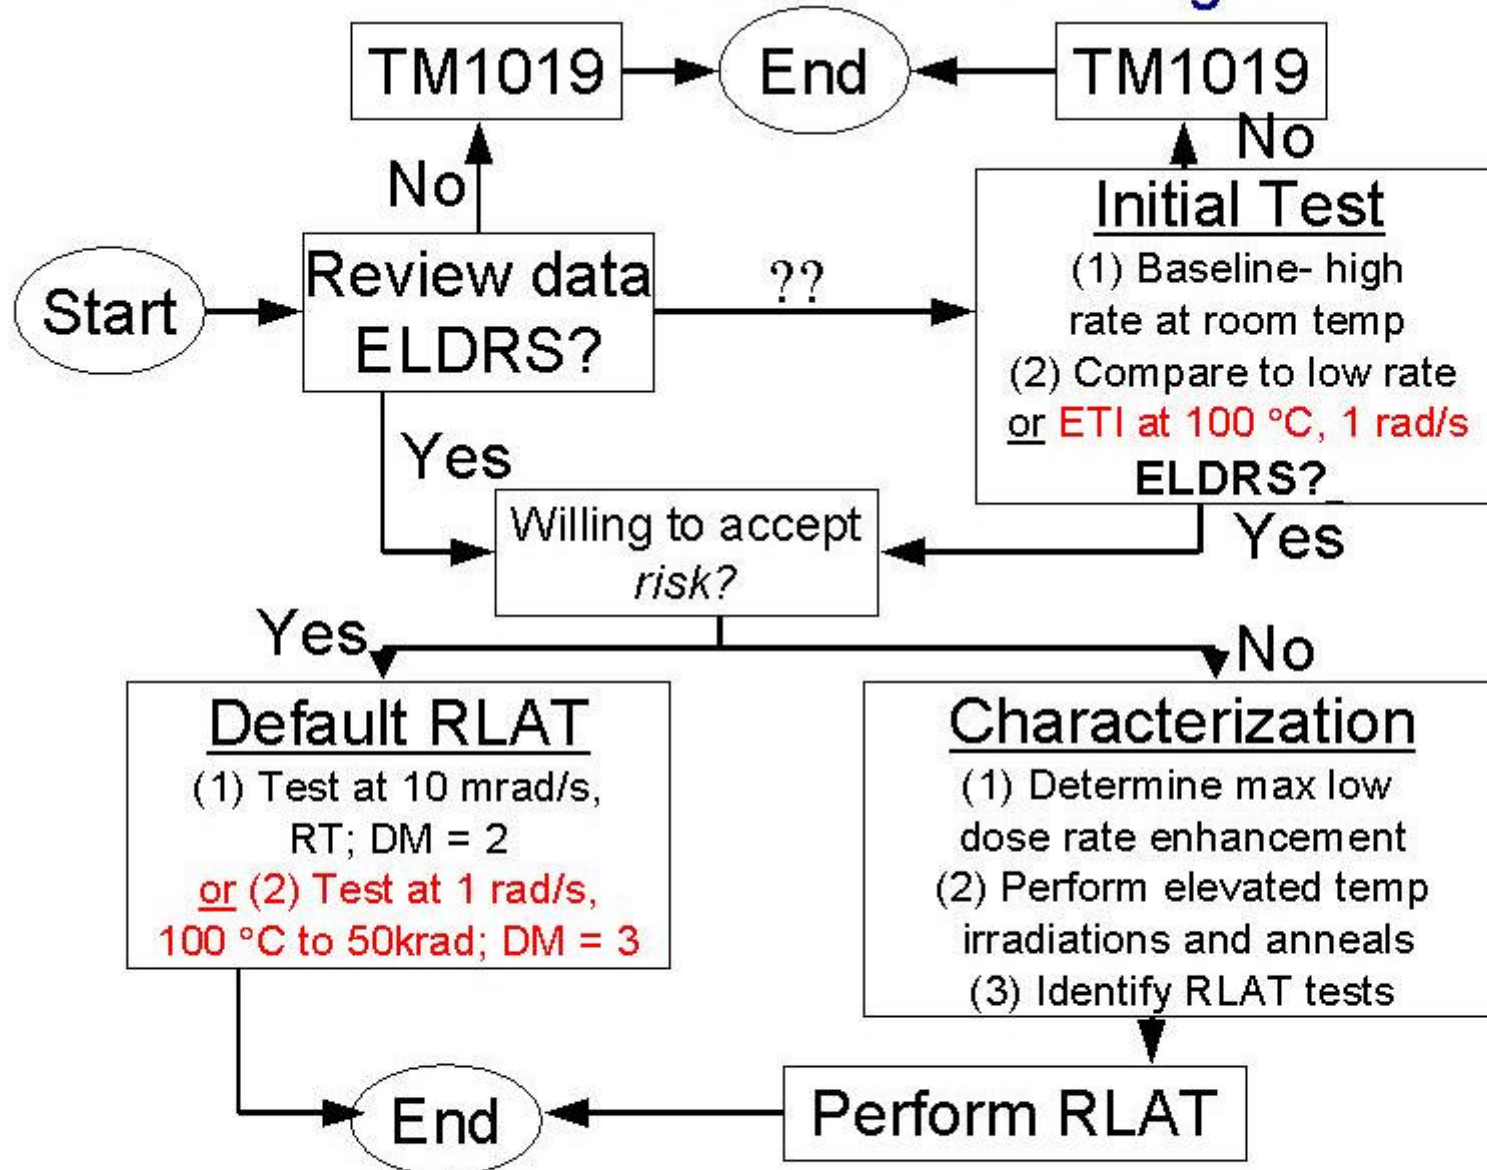 TM1019
End
TM1019
No
No
Start
Review data
ELDRS?
??
Initial Test
(1) Baseline- high
rate at room temp
(2) Compare to low rate
or ETI at 100 °C, 1 rad/s
ELDRS?
Yes
Yes
Willing to accept
risk?
Yes
No
Default RLAT
(1) Test at 10 mrad/s,
RT; DM = 2
or (2) Test at 1 rad/s,
100 °C to 50krad; DM = 3
Characterization
(1) Determine max low
dose rate enhancement
(2) Perform elevated temp
irradiations and anneals
(3) Identify RLAT tests
End
Perform RLAT